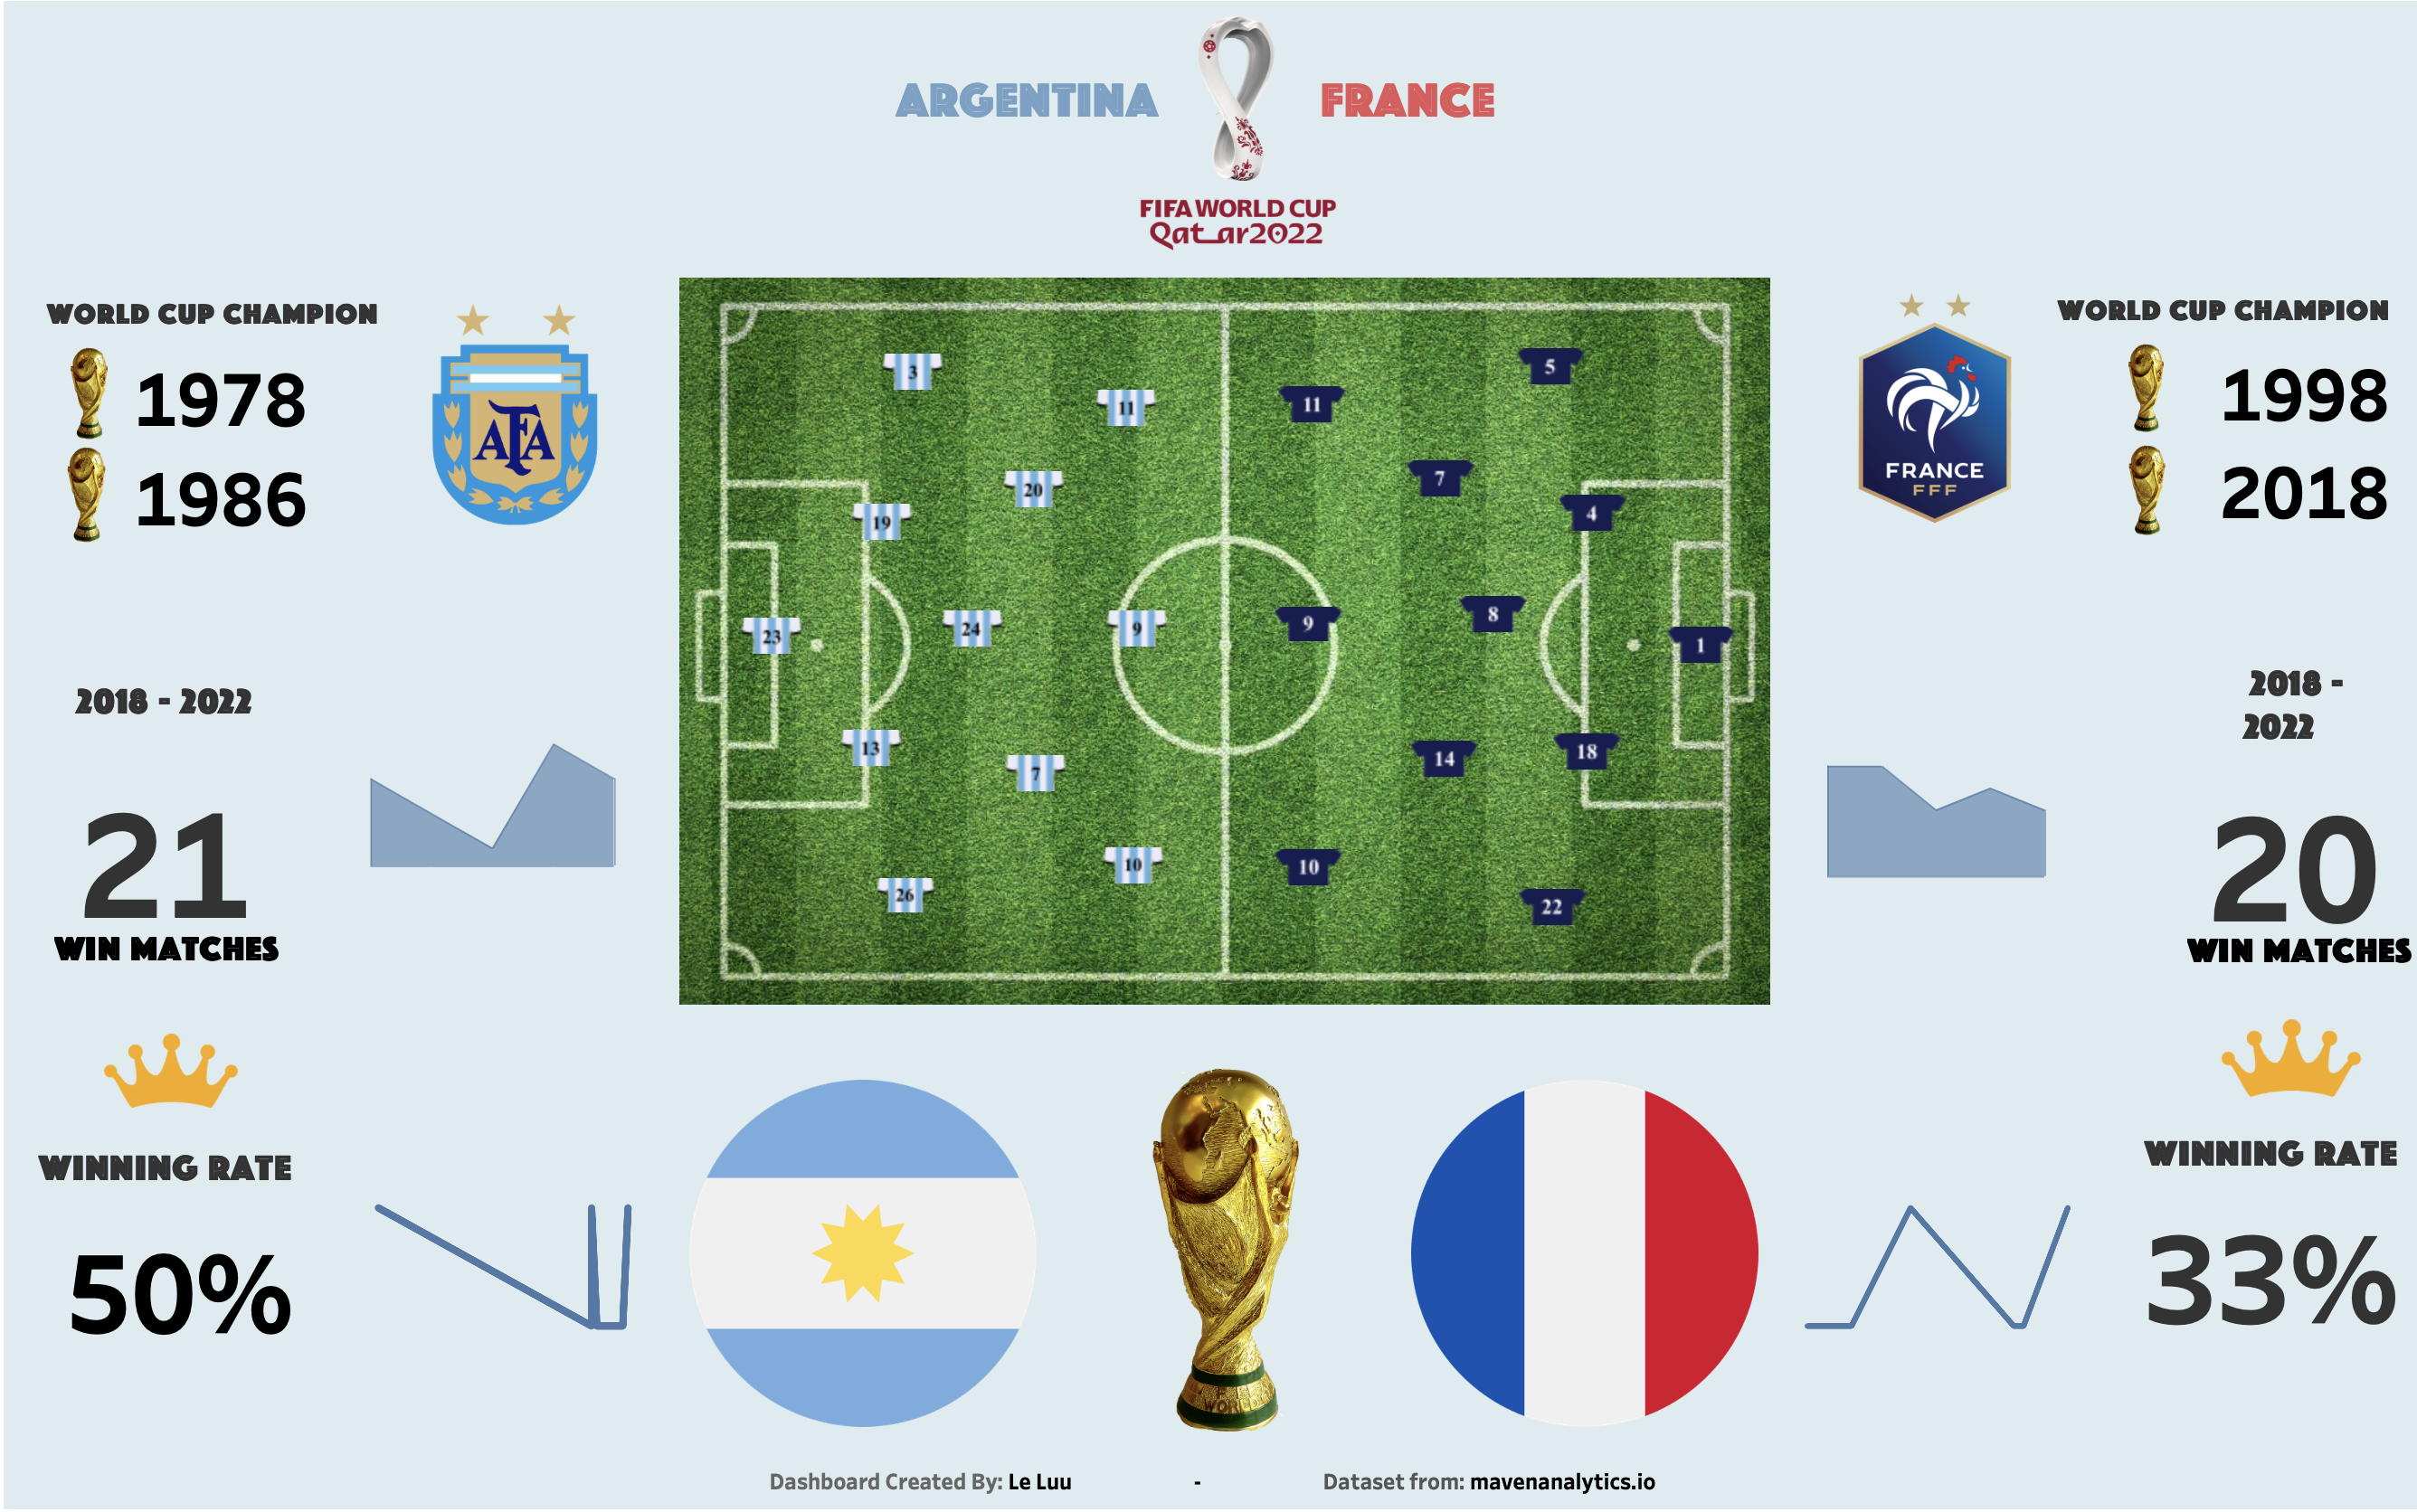 ARGENTINA
FRANCE
FIFA WORLD CUP
Qatar2022
WORLD CUP CHAMPION
1978
1986
AFA
3
11
20
19
23
24
9
13
7
10
26
11
5
7
4
9
8
1
14
18
10
22
FRANCE
FFF
WORLD CUP CHAMPION
1998
2018
2018 - 2022
21
WIN MATCHES
2018 -
2022
20
WIN MATCHES
WINNING RATE
50%
WINNING RATE
33%
WORLD
Dashboard Created By: Le Luu - Dataset from: mavenanalytics.io